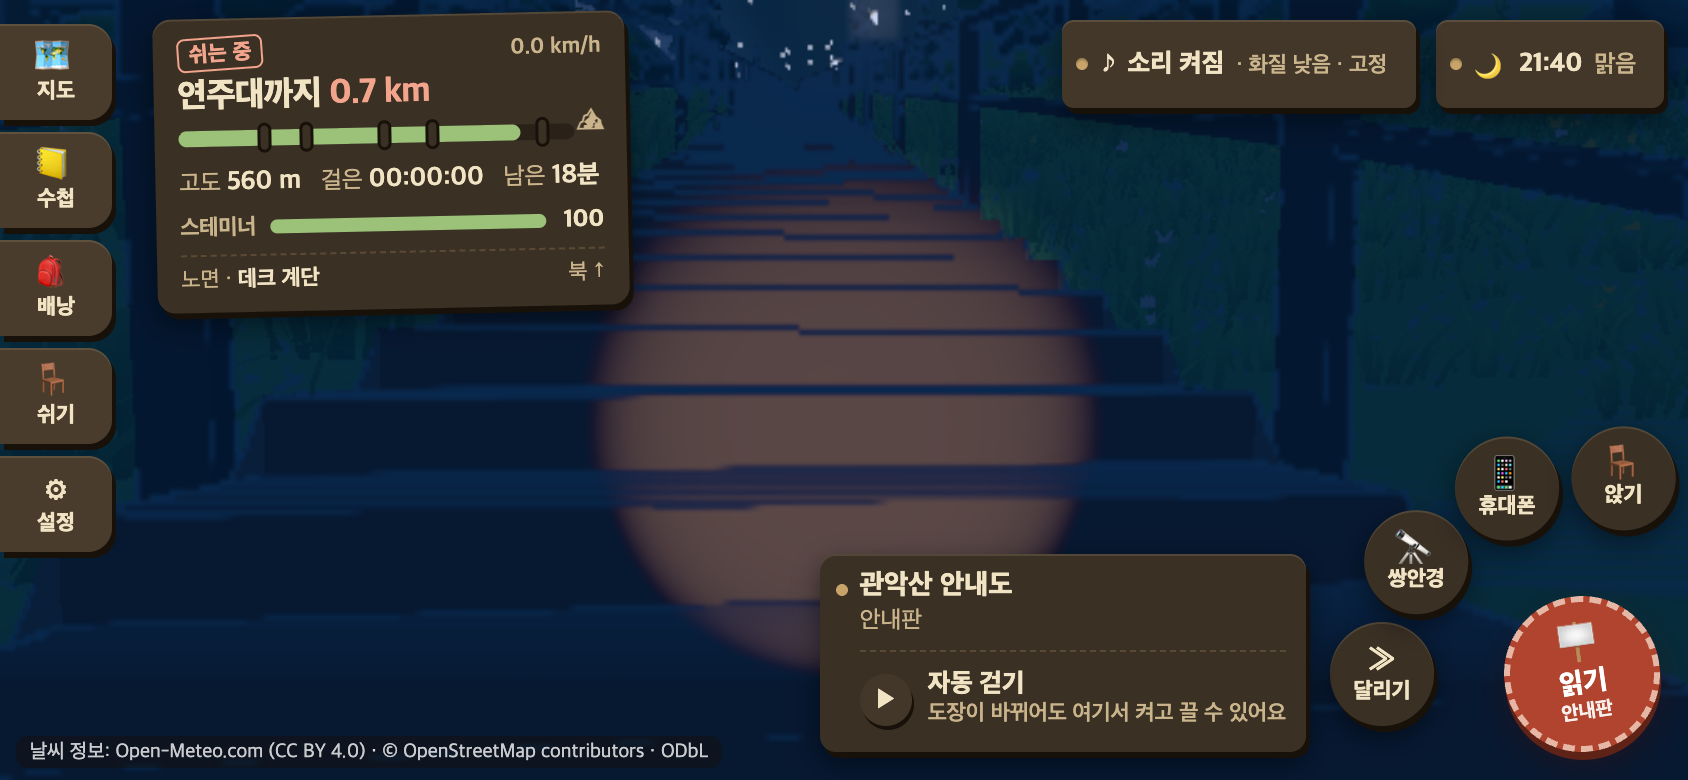 지도
수첩
배낭
쉬기
설정
쉬는 중
0.0 km/h
연주대까지 0.7 km
고도 560 m 걸은 00:00:00 남은 18분
스테미너 100
노면 · 데크 계단 북 ↑
♪ 소리 켜짐 · 화질 낮음 · 고정
21:40 맑음
휴대폰
앉기
쌍안경
달리기
읽기
안내판
관악산 안내도
안내판
자동 걷기
도장이 바뀌어도 여기서 켜고 끌 수 있어요
날씨 정보: Open-Meteo.com (CC BY 4.0) · © OpenStreetMap contributors · ODbL